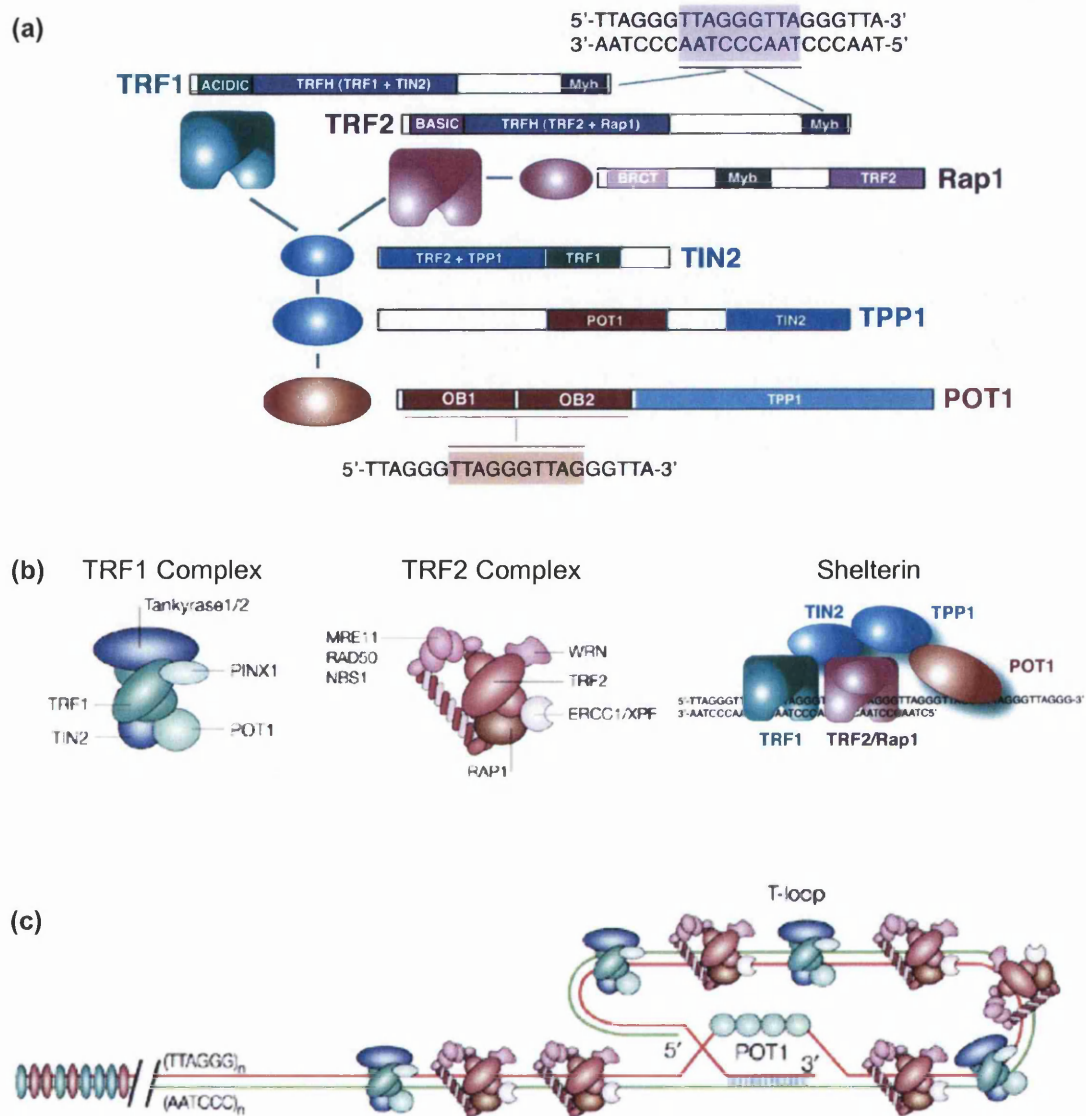 (a)
5'-TTAGGGTTAGGGTTAGGGTTA-3'
3'-AATCCCAATCCCAATCCCAAT-5'
TRF1
ACIDIC
TRFH (TRF1 + TIN2)
Myb
TRF2
BASIC
TRFH (TRF2 + Rap1)
Myb
BRCT
Myb
TRF2
Rap1
TRF2 + TPP1
TRF1
TIN2
POT1
TIN2
TPP1
OB1
OB2
TPP1
POT1
5'-TTAGGGTTAGGGTTAGGGTTA-3'
(b)
TRF1 Complex
Tankyrase1/2
PINX1
TRF1
TIN2
POT1
TRF2 Complex
MRE11
RAD50
NBS1
WRN
TRF2
ERCC1/XPF
RAP1
Shelterin
TIN2
TPP1
POT1
TRF1
TRF2/Rap1
(c)
T-loop
5'
POT1
3'
(TTAGGG)n
(AATCCC)n